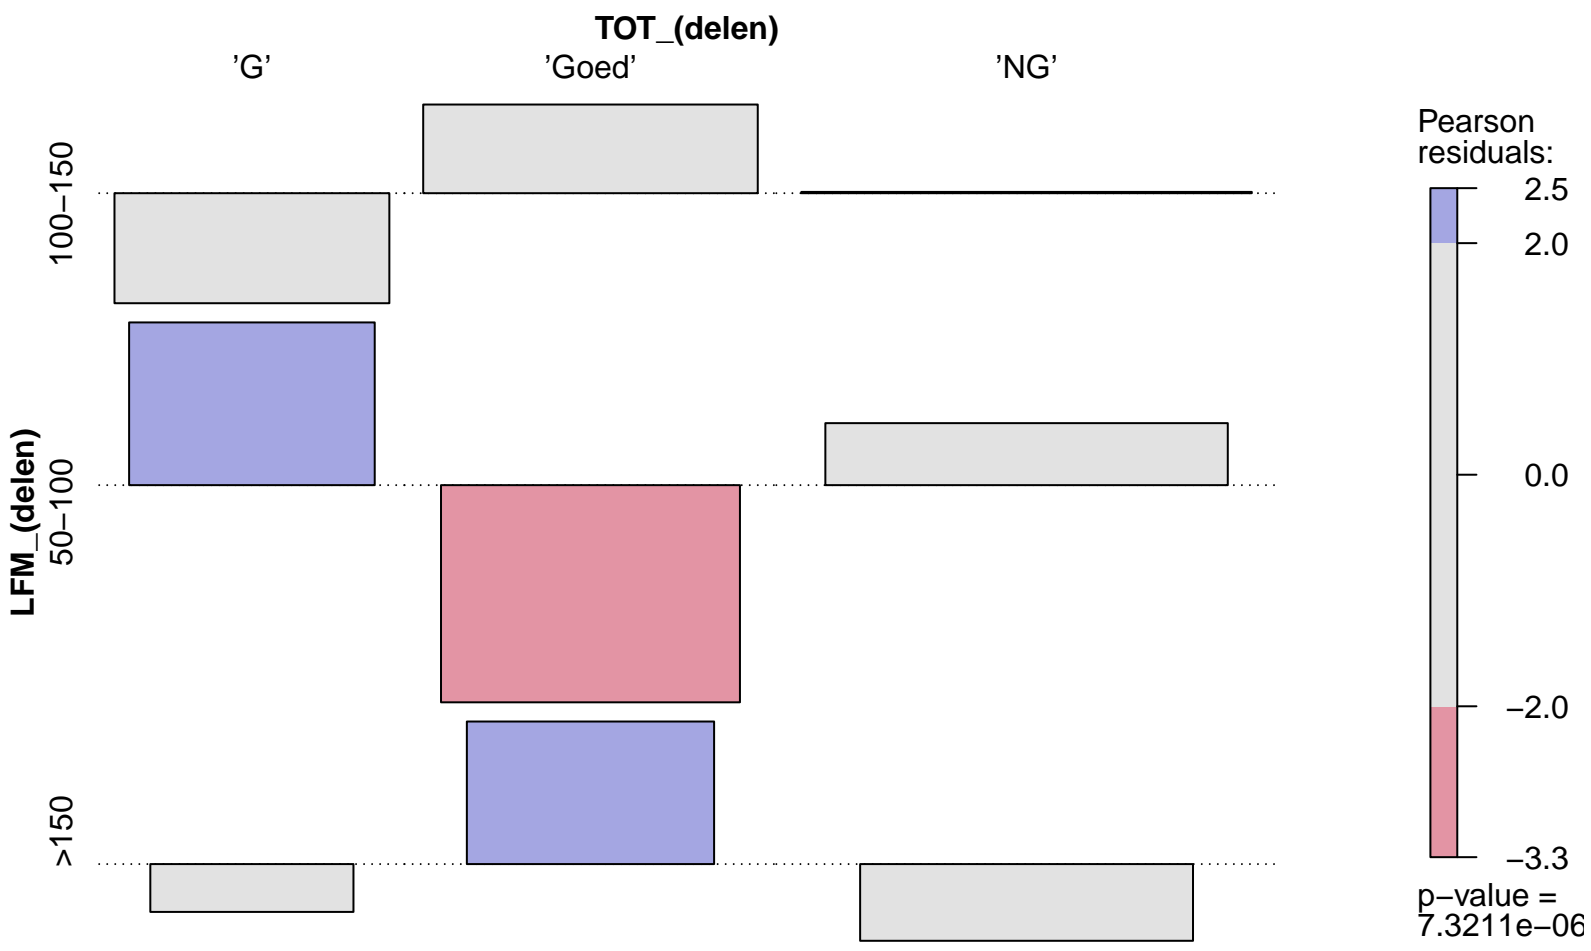 TOT_(delen)
’G’ ’Goed’ ’NG’
LFM_(delen)
100−150
50−100
>150
Pearson
residuals:
2.5
2.0
0.0
−2.0
−3.3
p−value =
7.3211e−06